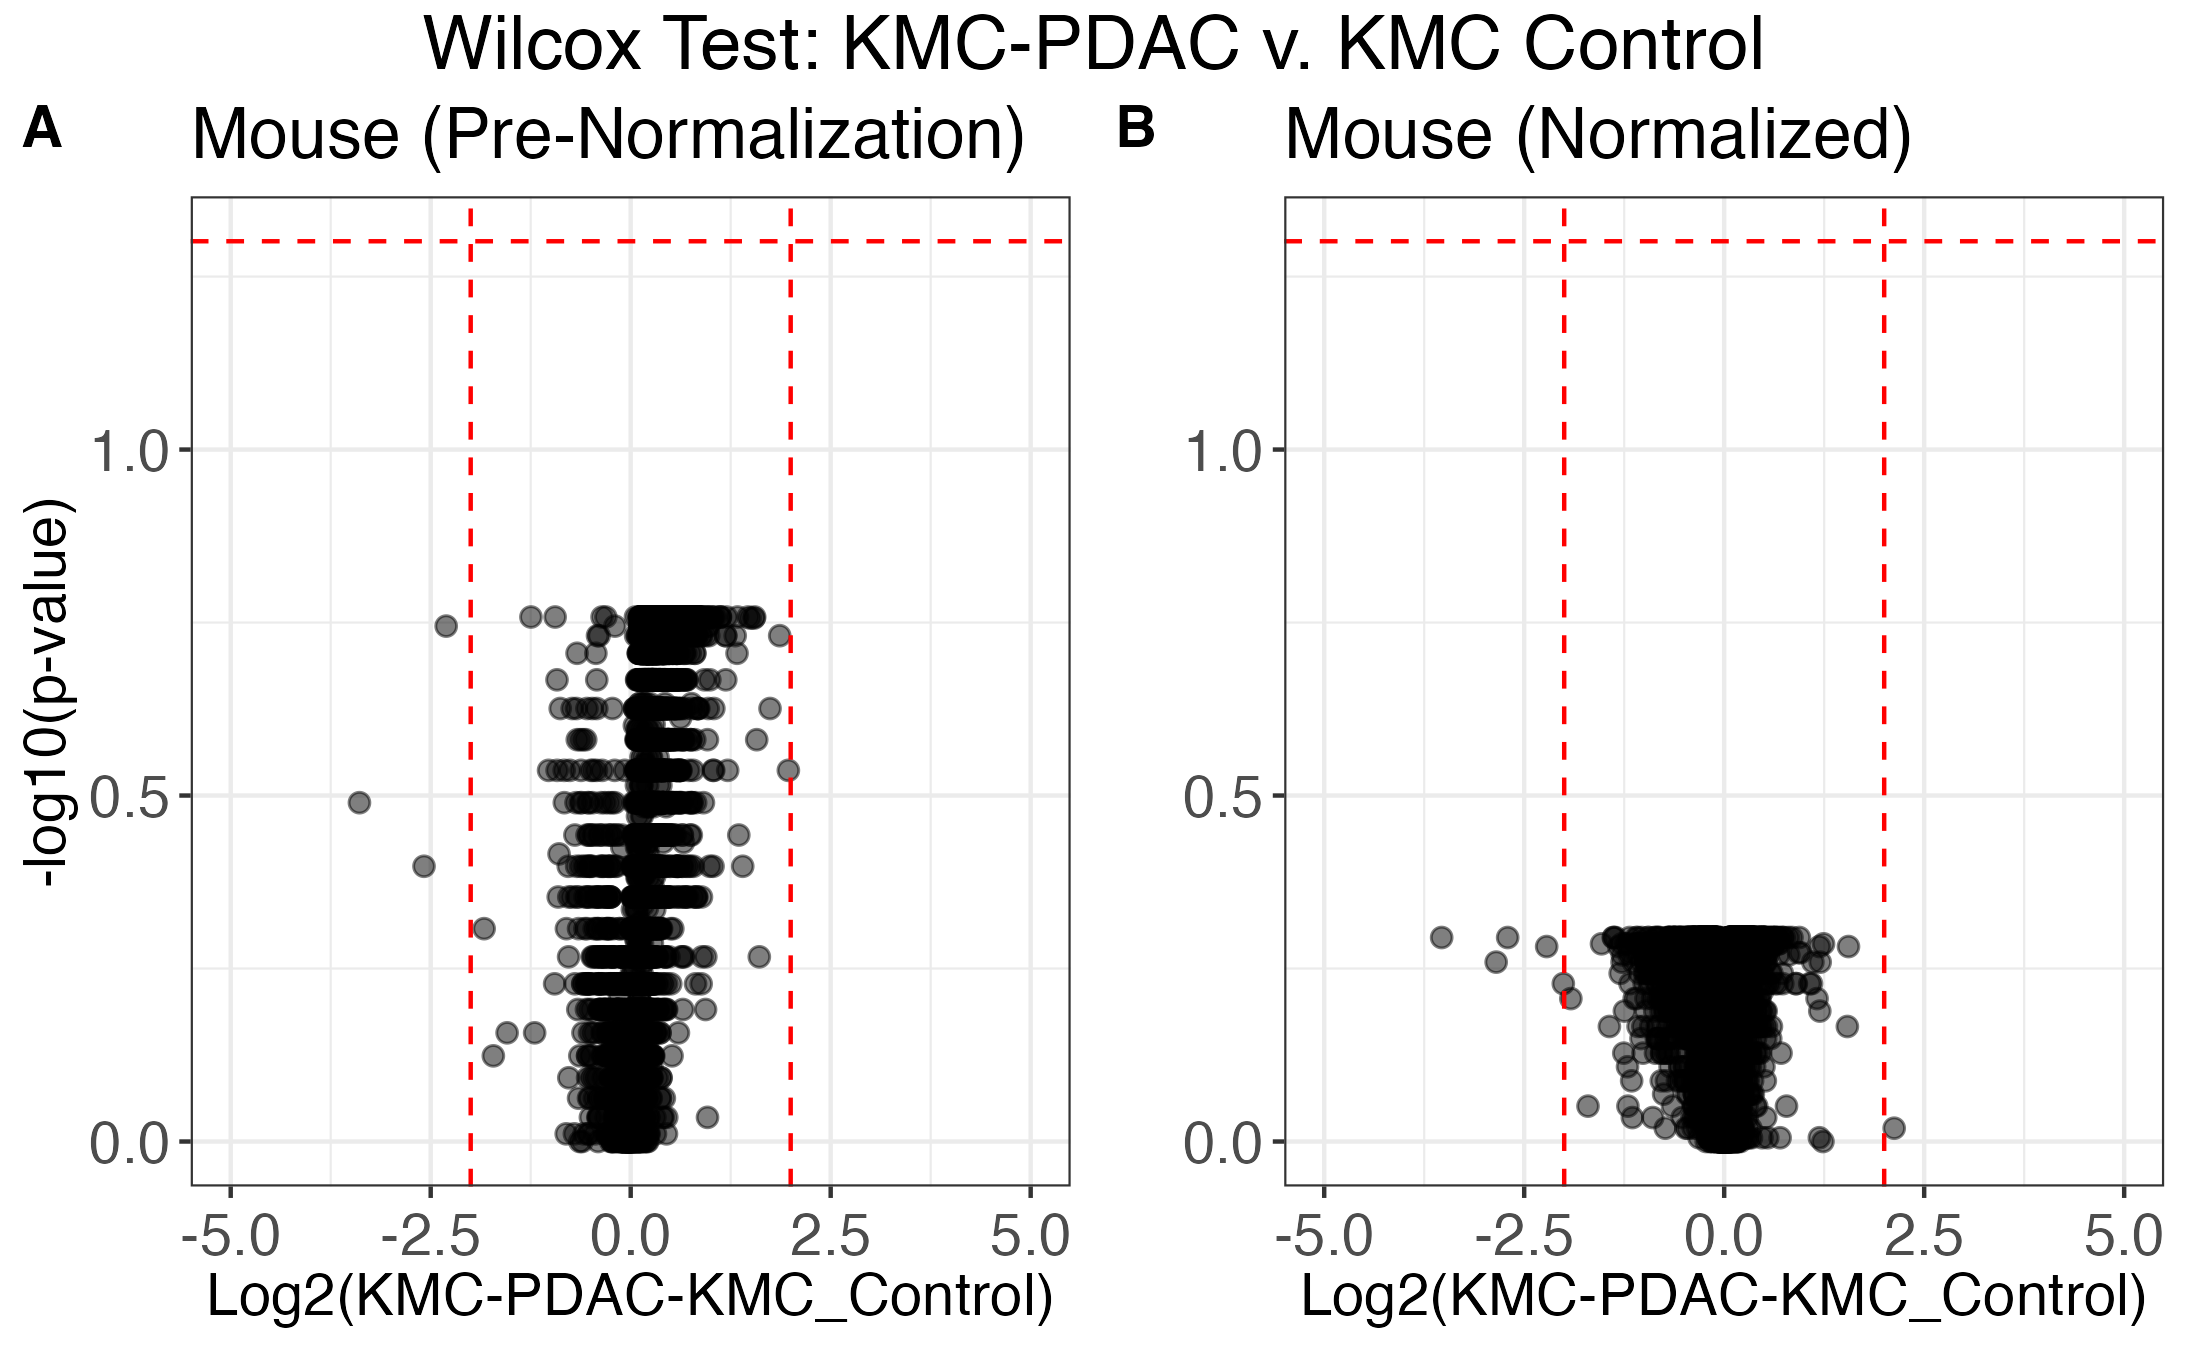 Wilcox Test: KMC-PDAC v. KMC Control
A
Mouse (Pre-Normalization)
-log10(p-value)
1.0
0.5
0.0
-5.0
-2.5
0.0
2.5
5.0
Log2(KMC-PDAC-KMC_Control)
B
Mouse (Normalized)
1.0
0.5
0.0
-5.0
-2.5
0.0
2.5
5.0
Log2(KMC-PDAC-KMC_Control)